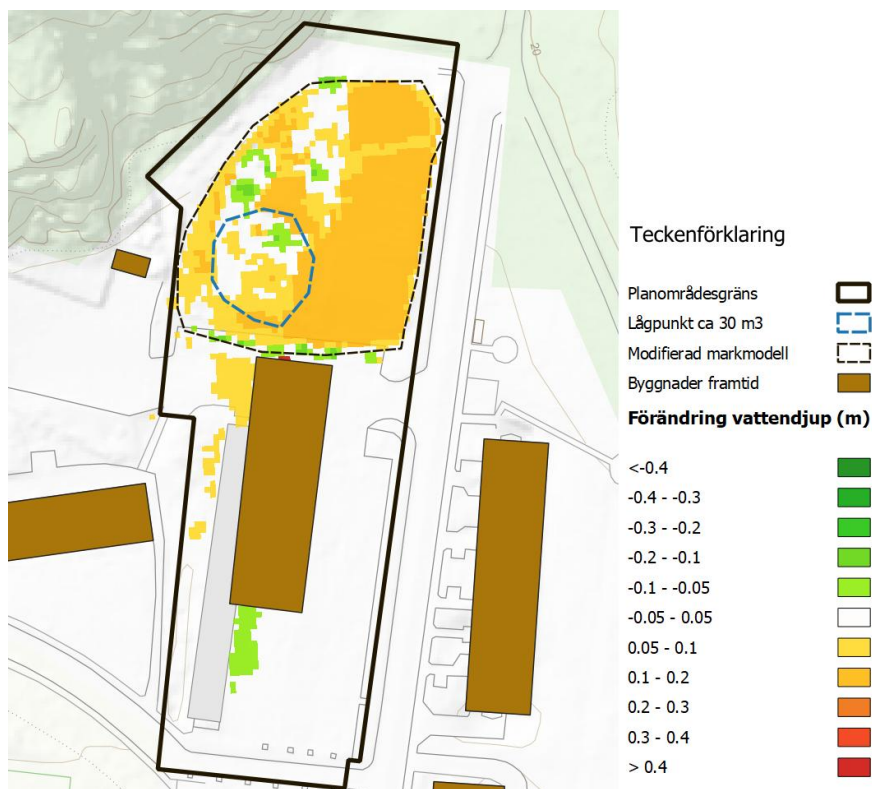 20
Teckenförklaring
Planområdesgräns
Lågpunkt ca 30 m3
Modifierad markmodell
Byggnader framtid
Förändring vattendjup (m)
<-0.4
-0.4 - -0.3
-0.3 - -0.2
-0.2 - -0.1
-0.1 - -0.05
-0.05 - 0.05
0.05 - 0.1
0.1 - 0.2
0.2 - 0.3
0.3 - 0.4
> 0.4